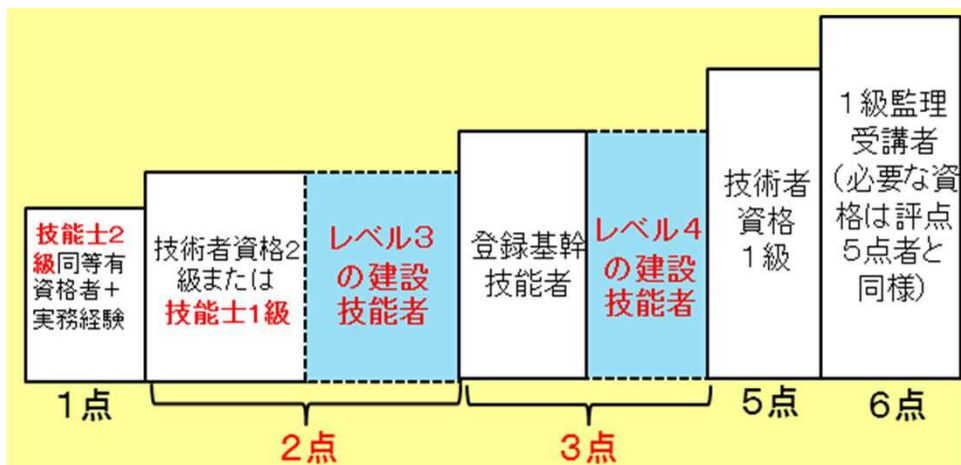 技能士2
級同等有
資格者＋
実務経験
技術者資格2
級または
技能士1級
レベル3
の建設
技能者
登録基幹
技能者
レベル4
の建設
技能者
技術者
資格
1級
1級監理
受講者
（必要な資
格は評点
5点者と
同様）
1点
2点
3点
5点
6点